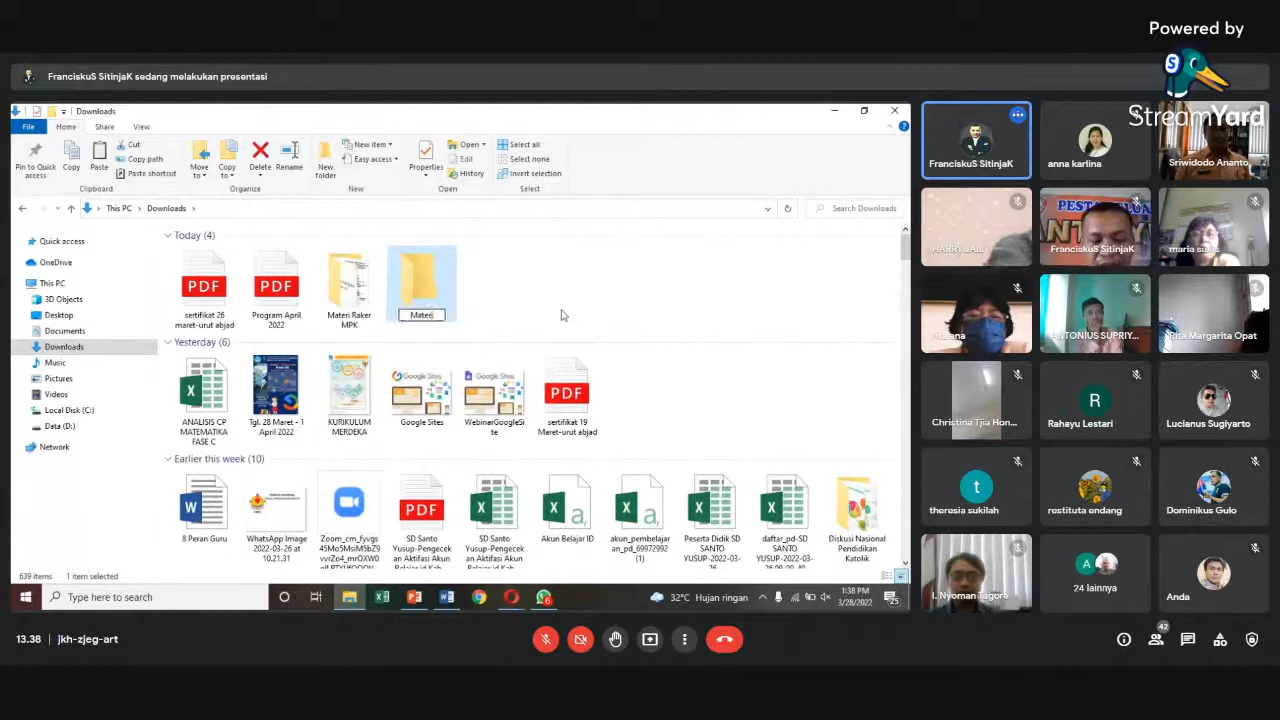 Powered by
StreamYard
FranciskuS SitinjaK sedang melakukan presentasi
Downloads
File
Home
Share
View
Pin to Quick access
Copy
Paste
Cut
Copy path
Paste shortcut
Clipboard
Move to
Copy to
Delete
Rename
Organize
New folder
New item
Easy access
New
Properties
Open
Edit
History
Open
Select all
Select none
Invert selection
Select
This PC
Downloads
Search Downloads
Quick access
OneDrive
This PC
3D Objects
Desktop
Documents
Downloads
Music
Pictures
Videos
Local Disk (C:)
Data (D:)
Network
Today (4)
sertifikat 26
maret-urut abjad
Program April
2022
Materi Raker
MPK
Materi
Yesterday (6)
ANALISIS CP
MATEMATIKA
FASE C
Tgl. 28 Maret - 1
April 2022
KURIKULUM
MERDEKA
Google Sites
WebinarGoogleSi
te
sertifikat 19
Maret-urut abjad
Earlier this week (10)
8 Peran Guru
WhatsApp Image
2022-03-26 at
10.21.31
Zoom_cm_fyvgs
45Mo5MsiM5bZ9
SD Santo
Yusup-Pengecek
an Aktifasi Akun
SD Santo
Yusup-Pengecek
an Aktifasi Akun
Akun Belajar ID
akun_pembelajar
an_pd_69972992
(1)
Peserta Didik SD
SANTO
YUSUP-2022-03-
daftar_pd-SD
SANTO
YUSUP-2022-03-
Diskusi Nasional
Pendidikan
Katolik
639 items
1 item selected
Type here to search
6
32°C Hujan ringan
1:38 PM
3/28/2022
25
FranciskuS SitinjaK
anna karlina
Sriwidodo Ananto
FranciskuS SitinjaK
ANTONIUS SUPRIY...
Rita Margarita Opat
Christina Tjia Hon...
R
Rahayu Lestari
Lucianus Sugiyarto
t
theresia sukilah
restituta endang
Dominikus Gulo
I. Nyoman Tagore
A
24 lainnya
Anda
13.38
jkh-zjeg-art
42